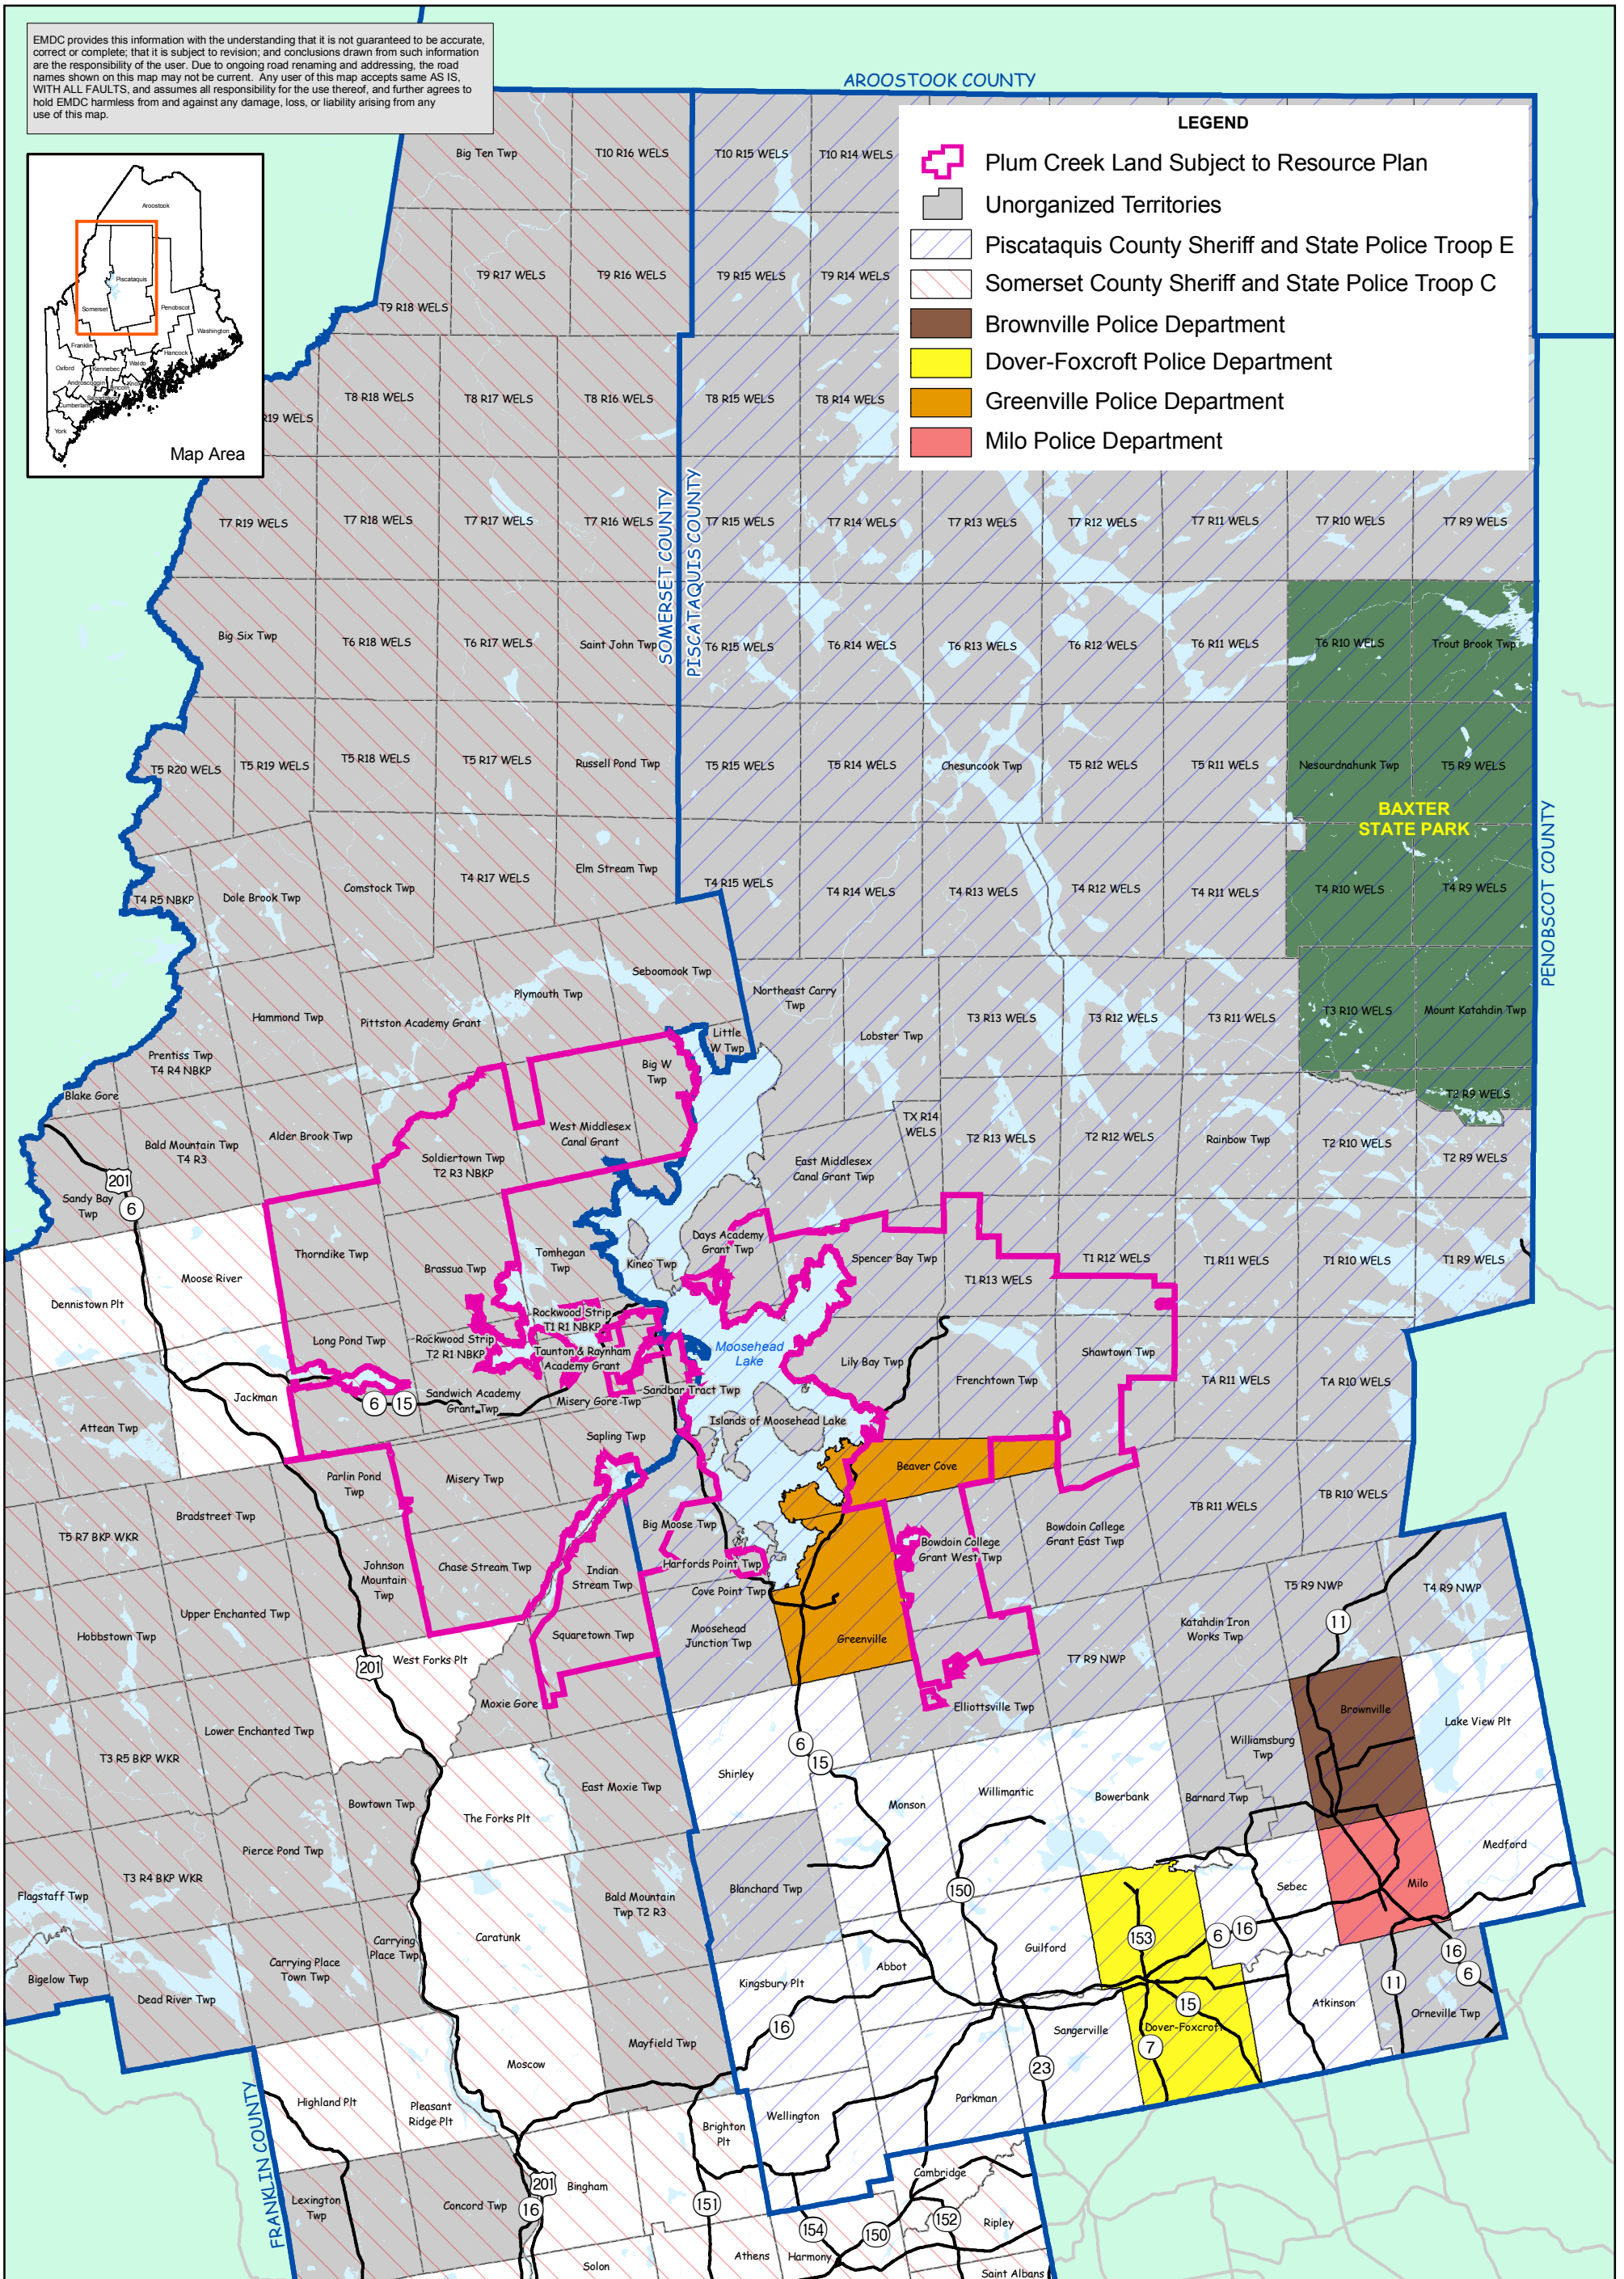 EMDC provides this information with the understanding that it is not guaranteed to be accurate,
correct or complete; that it is subject to revision; and conclusions drawn from such information
are the responsibility of the user. Due to ongoing road renaming and addressing, the road
names shown on this map may not be current. Any user of this map accepts same AS IS,
WITH ALL FAULTS, and assumes all responsibility for the use thereof, and further agrees to
hold EMDC harmless from and against any damage, loss, or liability arising from any
use of this map.
AROOSTOOK COUNTY
LEGEND
Plum Creek Land Subject to Resource Plan
Unorganized Territories
Piscataquis County Sheriff and State Police Troop E
Somerset County Sheriff and State Police Troop C
Brownville Police Department
Dover-Foxcroft Police Department
Greenville Police Department
Milo Police Department
Aroostook
Piscataquis
Somerset
Penobscot
Washington
Franklin
Hancock
Oxford
Kennebec
Waldo
Androscoggin
Cumberland
York
Map Area
Big Ten Twp
T10 R16 WELS
T10 R15 WELS
T10 R14 WELS
T9 R18 WELS
T9 R17 WELS
T9 R16 WELS
T9 R15 WELS
T9 R14 WELS
R19 WELS
T8 R18 WELS
T8 R17 WELS
T8 R16 WELS
T8 R15 WELS
T8 R14 WELS
SOMERSET COUNTY
PISCATAQUIS COUNTY
T7 R19 WELS
T7 R18 WELS
T7 R17 WELS
T7 R16 WELS
T7 R15 WELS
T7 R14 WELS
T7 R13 WELS
T7 R12 WELS
T7 R11 WELS
T7 R10 WELS
T7 R9 WELS
Big Six Twp
T6 R18 WELS
T6 R17 WELS
Saint John Twp
T6 R15 WELS
T6 R14 WELS
T6 R13 WELS
T6 R12 WELS
T6 R11 WELS
T6 R10 WELS
Trout Brook Twp
T5 R20 WELS
T5 R19 WELS
T5 R18 WELS
T5 R17 WELS
Russell Pond Twp
T5 R15 WELS
T5 R14 WELS
Chesuncook Twp
T5 R12 WELS
T5 R11 WELS
Nesourdnahunk Twp
T5 R9 WELS
BAXTER
STATE PARK
PENOBSCOT COUNTY
T4 R5 NBKP
Dole Brook Twp
Comstock Twp
T4 R17 WELS
Elm Stream Twp
T4 R15 WELS
T4 R14 WELS
T4 R13 WELS
T4 R12 WELS
T4 R11 WELS
T4 R10 WELS
T4 R9 WELS
Seboomook Twp
Plymouth Twp
Northeast Carry
Twp
Hammond Twp
Pittston Academy Grant
Little
W Twp
Lobster Twp
T3 R13 WELS
T3 R12 WELS
T3 R11 WELS
T3 R10 WELS
Mount Katahdin Twp
Prentiss Twp
T4 R4 NBKP
Big W
Twp
Blake Gore
T2 R9 WELS
TX R14
WELS
Bald Mountain Twp
T4 R3
Alder Brook Twp
West Middlesex
Canal Grant
T2 R13 WELS
T2 R12 WELS
Rainbow Twp
T2 R10 WELS
T2 R9 WELS
Soldiertown Twp
T2 R3 NBKP
East Middlesex
Canal Grant Twp
201
6
Sandy Bay
Twp
Thorndike Twp
Brassua Twp
Tomhegan
Twp
Kineo Twp
Days Academy
Grant Twp
Spencer Bay Twp
T1 R13 WELS
T1 R12 WELS
T1 R11 WELS
T1 R10 WELS
T1 R9 WELS
Moose River
Dennistown Plt
Rockwood Strip
T1 R1 NBKP
Long Pond Twp
Rockwood Strip
T2 R1 NBKP
Taunton & Raynham
Academy Grant
Moosehead
Lake
Lily Bay Twp
Shawtown Twp
Frenchtown Twp
TA R11 WELS
TA R10 WELS
Jackman
6
15
Sandwich Academy
Grant Twp
Misery Gore Twp
Sandbar Tract Twp
Attean Twp
Islands of Moosehead Lake
Sapling Twp
Beaver Cove
Parlin Pond
Twp
Misery Twp
TB R11 WELS
TB R10 WELS
Bradstreet Twp
T5 R7 BKP WKR
Big Moose Twp
Bowdoin College
Grant West Twp
Bowdoin College
Grant East Twp
Johnson
Mountain
Twp
Chase Stream Twp
Indian
Stream Twp
Harfords Point Twp
Cove Point Twp
T5 R9 NWP
T4 R9 NWP
Upper Enchanted Twp
Hobbstown Twp
Squaretown Twp
Moosehead
Junction Twp
Greenville
Katahdin Iron
Works Twp
11
201
West Forks Plt
T7 R9 NWP
Moxie Gore
Elliottsville Twp
Brownville
Lake View Plt
Lower Enchanted Twp
T3 R5 BKP WKR
6
15
Williamsburg
Twp
Shirley
East Moxie Twp
Bowtown Twp
The Forks Plt
Monson
Willimantic
Bowerbank
Barnard Twp
Pierce Pond Twp
T3 R4 BKP WKR
Medford
Flagstaff Twp
Bald Mountain
Twp T2 R3
Blanchard Twp
150
Sebec
Milo
Caratunk
Carrying
Place Twp
Carrying Place
Town Twp
153
6
16
16
6
Guilford
Abbot
Bigelow Twp
Dead River Twp
Kingsbury Plt
11
16
15
Atkinson
Orneville Twp
Sangerville
Dover-Foxcroft
7
Mayfield Twp
Moscow
23
FRANKLIN COUNTY
Highland Plt
Pleasant
Ridge Plt
Parkman
Wellington
Brighton
Plt
Cambridge
Lexington
Twp
Concord Twp
201
16
Bingham
151
154
150
152
Ripley
Athens
Harmony
Solon
Saint Albans